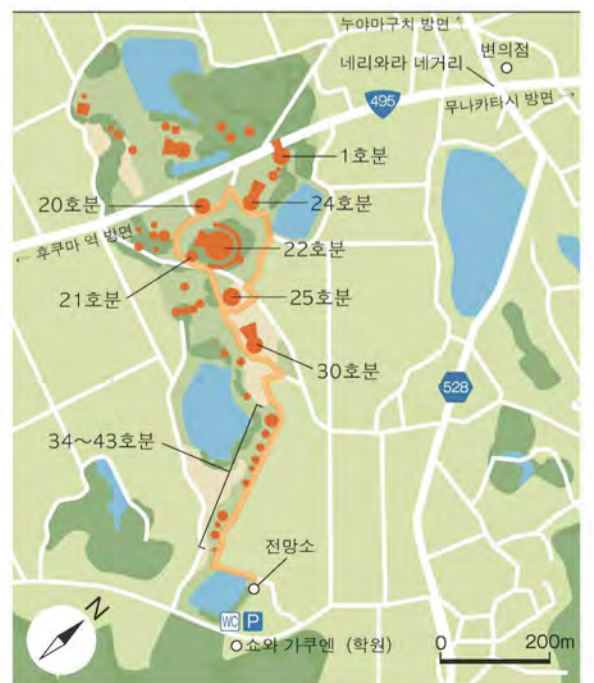 누야마구치 방면 ↑
변의점
네리와라 네거리
495
무나카타시 방면 →
1호분
20호분
24호분
← 후쿠마 역 방면
22호분
21호분
25호분
30호분
528
34～43호분
전망소
WC P
쇼와 가쿠엔 (학원)
N
0 200m